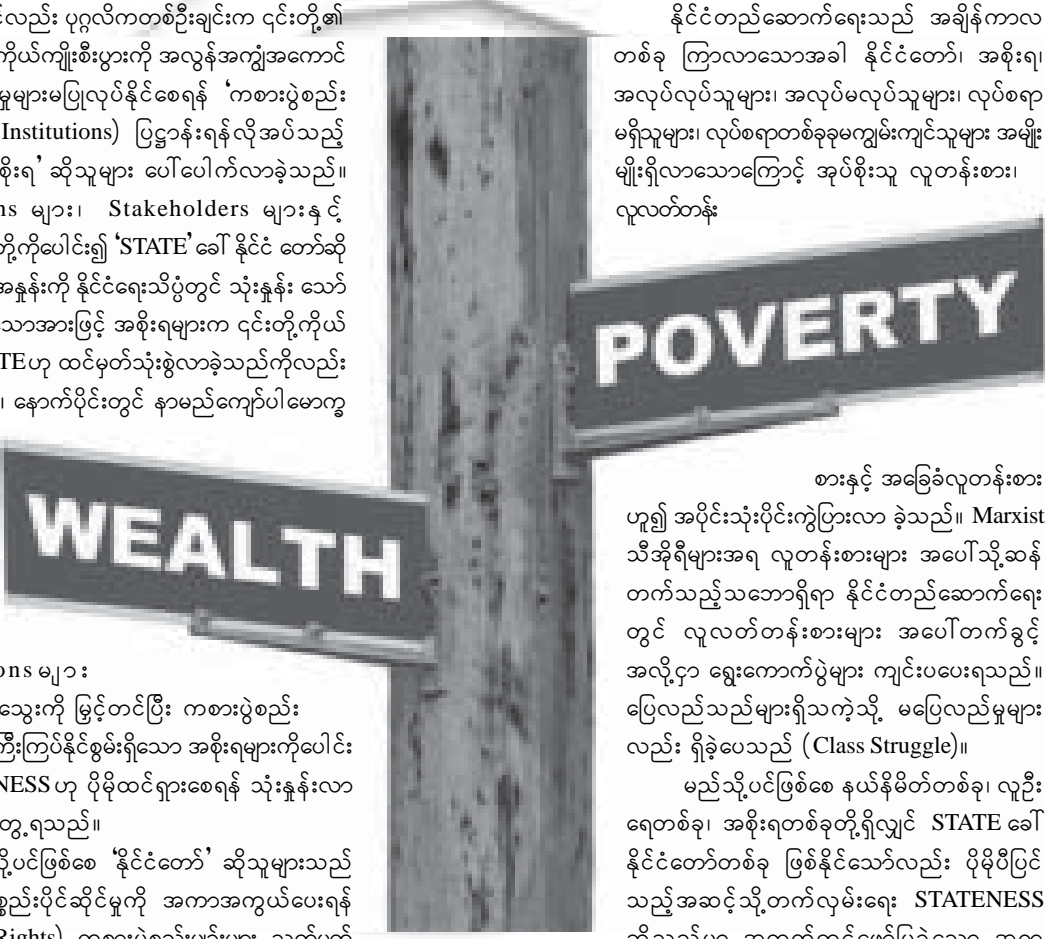 င်လည်း ပုဂ္ဂလိကတစ်ဦးချင်းက ၎င်းတို့၏
ကိုယ်ကျိုးစီးပွားကို အလွန်အကျွံအကောင်
မှုများမပြုလုပ်နိုင်စေရန် ‘ကစားပွဲစည်း
Institutions) ပြဋ္ဌာန်းရန်လိုအပ်သည့်
စိုးရ’ ဆိုသူများ ပေါ်ပေါက်လာခဲ့သည်။
ns များ၊ Stakeholders များနှင့်
တို့ကိုပေါင်း၍ ‘STATE’ ခေါ် နိုင်ငံ တော်ဆို
အနှုန်းကို နိုင်ငံရေးသိပ္ပံတွင် သုံးနှုန်း သော်
သောအားဖြင့် အစိုးရများက ၎င်းတို့ကိုယ်
TEဟု ထင်မှတ်သုံးစွဲလာခဲ့သည်ကိုလည်း
၊ နောက်ပိုင်းတွင် နာမည်ကျော်ပါမောက္ခ
WEALTH
ons များ
သွေးကို မြှင့်တင်ပြီး ကစားပွဲစည်း
ကြီးကြပ်နိုင်စွမ်းရှိသော အစိုးရများကိုပေါင်း
NESS ဟု ပိုမိုထင်ရှားစေရန် သုံးနှုန်းလာ
တွေ့ရသည်။
သို့ပင်ဖြစ်စေ ‘နိုင်ငံတော်’ ဆိုသူများသည်
စ္စည်းပိုင်ဆိုင်မှုကို အကာအကွယ်ပေးရန်
Rights) ကစားပွဲစည်းမျဉ်းများ သတ်မှတ်
နိုင်ငံတည်ဆောက်ရေးသည် အချိန်ကာလ
တစ်ခု ကြာလာသောအခါ နိုင်ငံတော်၊ အစိုးရ၊
အလုပ်လုပ်သူများ၊ အလုပ်မလုပ်သူများ၊ လုပ်စရာ
မရှိသူများ၊ လုပ်စရာတစ်ခုခုမကျွမ်းကျင်သူများ အမျိုး
မျိုးရှိလာသောကြောင့် အုပ်စိုးသူ လူတန်းစား၊
လူလတ်တန်း
POVERTY
စားနှင့် အခြေခံလူတန်းစား
ဟူ၍ အပိုင်းသုံးပိုင်းကွဲပြားလာ ခဲ့သည်။ Marxist
သီအိုရီများအရ လူတန်းစားများ အပေါ်သို့ဆန်
တက်သည့်သဘောရှိရာ နိုင်ငံတည်ဆောက်ရေး
တွင် လူလတ်တန်းစားများ အပေါ်တက်ခွင့်
အလို့ငှာ ရွေးကောက်ပွဲများ ကျင်းပပေးရသည်။
ပြေလည်သည်များရှိသကဲ့သို့ မပြေလည်မှုများ
လည်း ရှိခဲ့ပေသည် (Class Struggle)။
မည်သို့ပင်ဖြစ်စေ နယ်နိမိတ်တစ်ခု၊ လူဦး
ရေတစ်ခု၊ အစိုးရတစ်ခုတို့ရှိလျှင် STATE ခေါ်
နိုင်ငံတော်တစ်ခု ဖြစ်နိုင်သော်လည်း ပိုမိုပီပြင်
သည့်အဆင့်သို့တက်လှမ်းရေး STATENESS